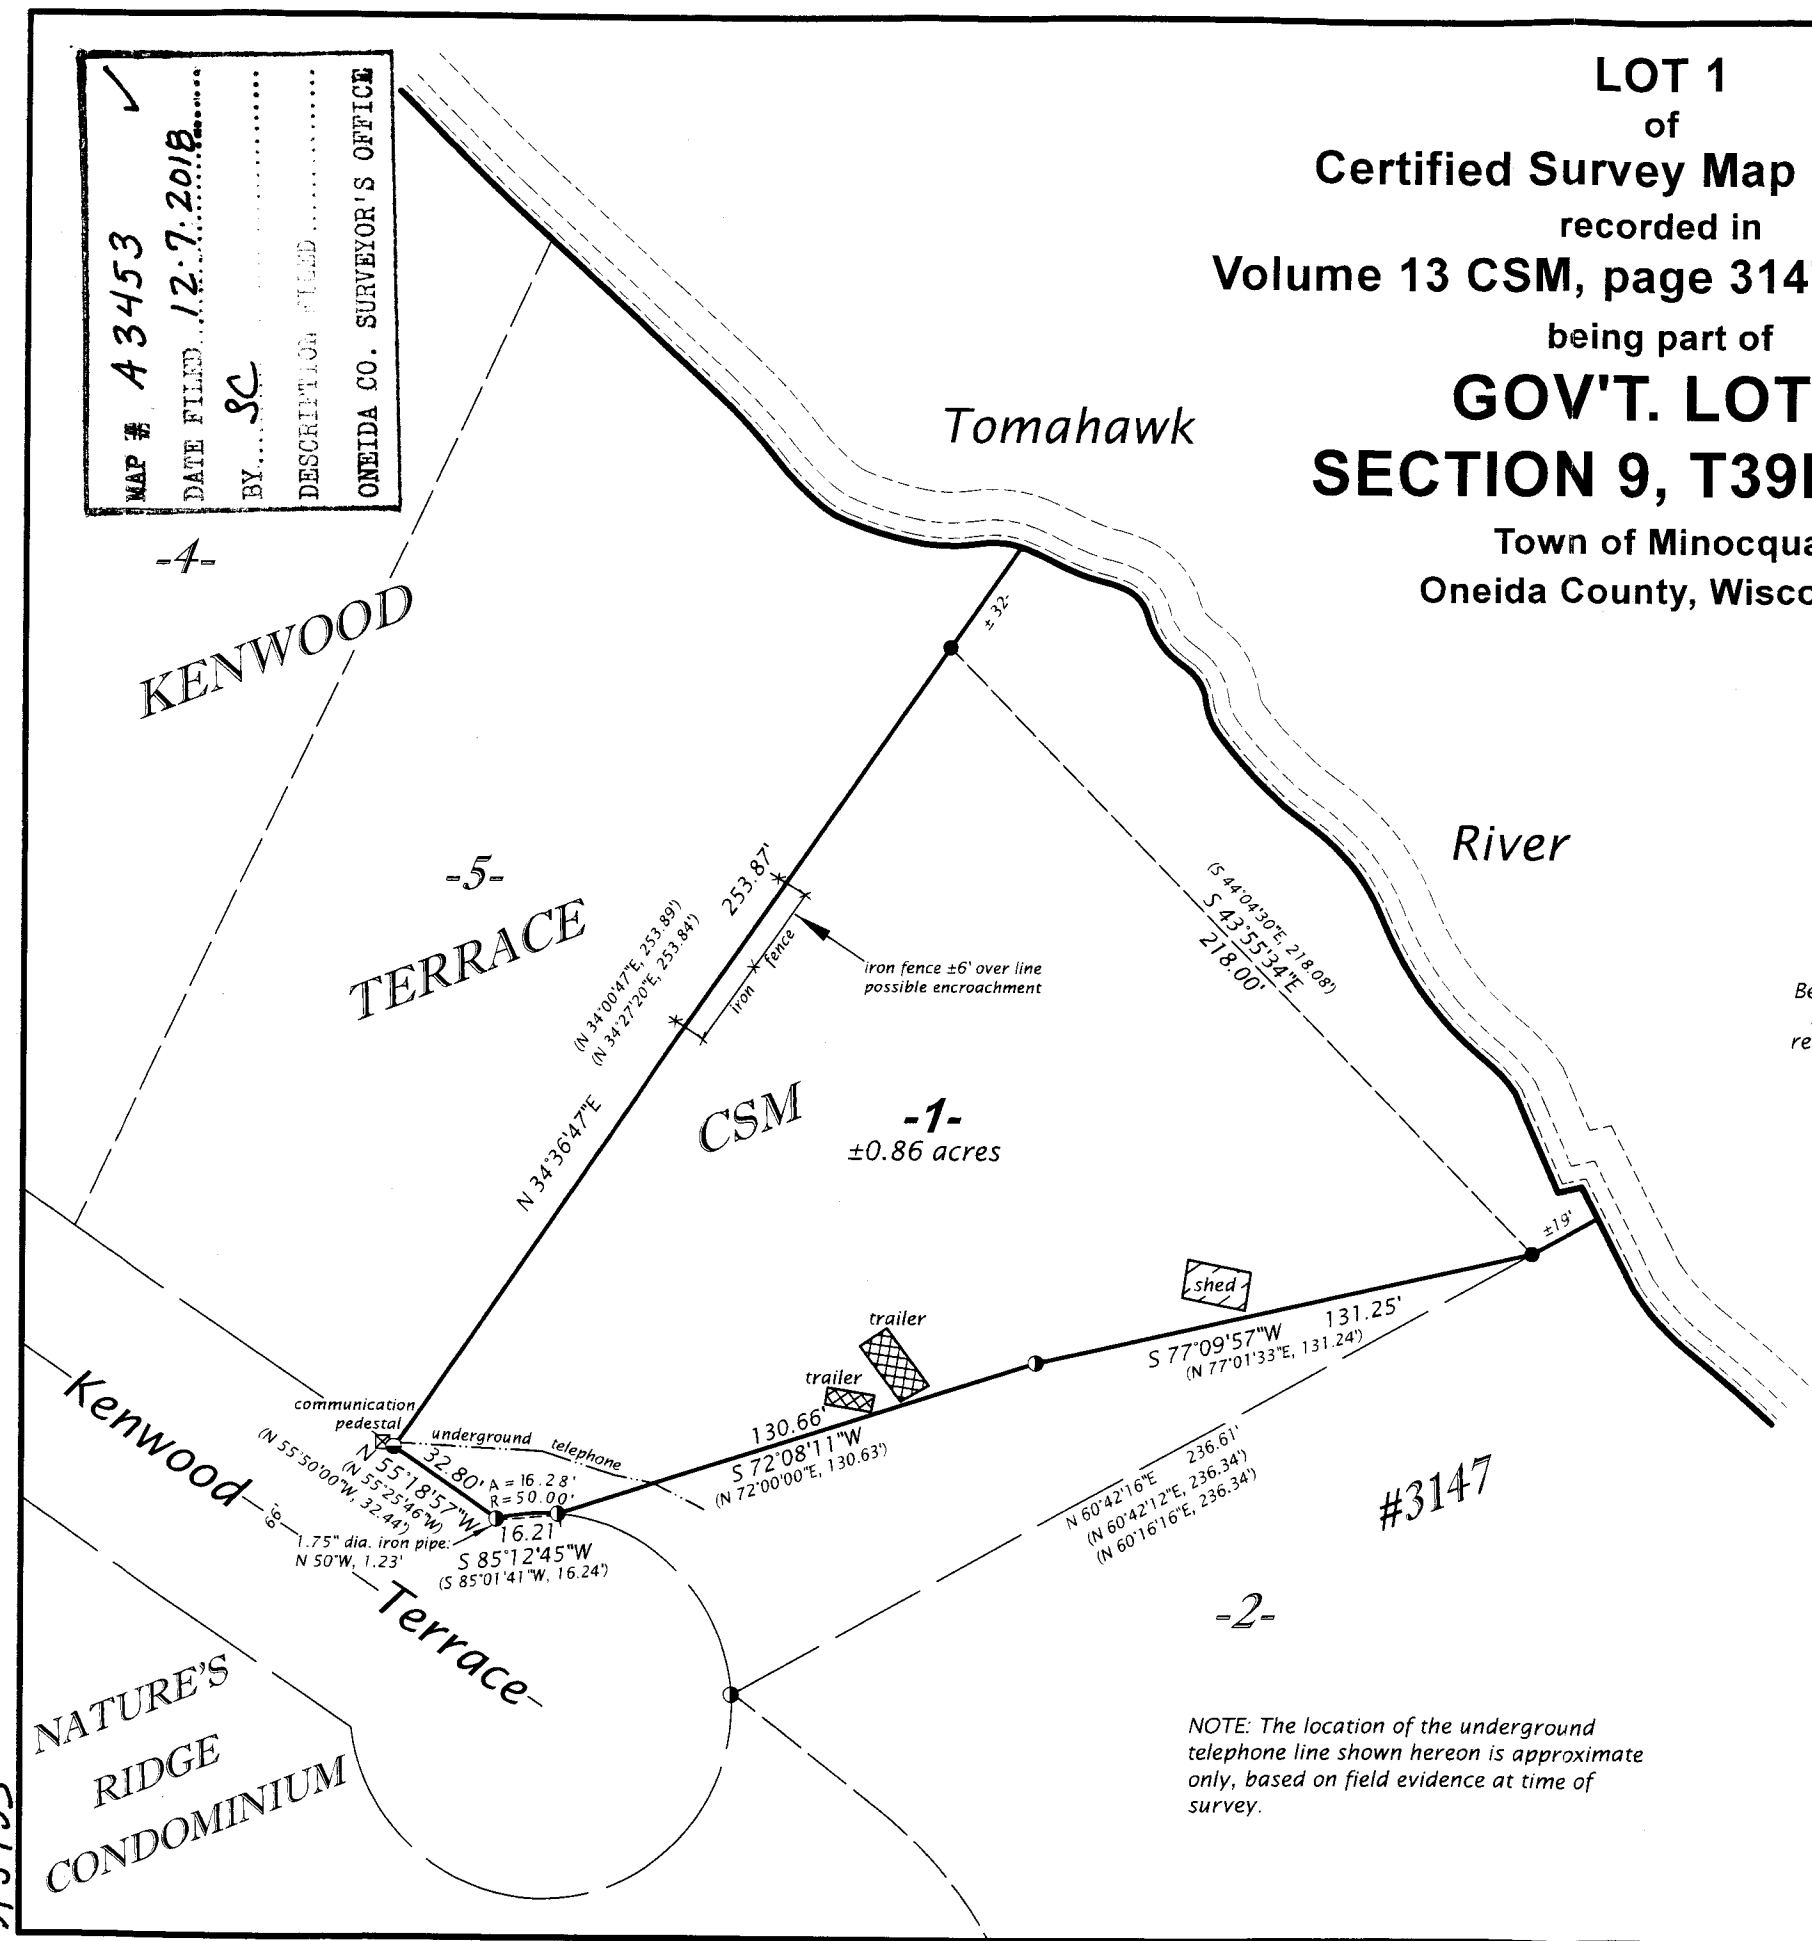 MAP # A3453
DATE FILED 12·7·2018
BY SC
DESCRIPTION FILED
ONEIDA CO. SURVEYOR'S OFFICE
LOT 1
of
Certified Survey Map
recorded in
Volume 13 CSM, page 314
being part of
GOV'T. LOT
SECTION 9, T39
Town of Minocqua
Oneida County, Wisco
Tomahawk
River
-4-
KENWOOD
-5-
TERRACE
CSM
-1-
±0.86 acres
±32-
253.87'
(N 34°00'47"E, 253.89')
(N 34°27'20"E, 253.84')
N 34°36'47"E
iron fence
iron fence ±6' over line
possible encroachment
(S 44°04'30"E, 218.08')
S 43°55'34"E
218.00'
Be
re
±19'
shed
131.25'
S 77°09'57"W
(N 77°01'33"E, 131.24')
trailer
trailer
130.66'
S 72°08'11"W
(N 72°00'00"E, 130.63')
communication
pedestal
underground telephone
32.80'
N 55°18'57"W
(N 55°25'46"W)
(N 55°50'00"W, 32.44')
A = 16.28'
R = 50.00'
16.21'
S 85°12'45"W
(S 85°01'41"W, 16.24')
1.75" dia. iron pipe:
N 50°W, 1.23'
66'
Kenwood
Terrace
N 60°42'16"E 236.61'
(N 60°42'12"E, 236.34')
(N 60°16'16"E, 236.34')
#3147
-2-
NATURE'S
RIDGE
CONDOMINIUM
NOTE: The location of the underground
telephone line shown hereon is approximate
only, based on field evidence at time of
survey.